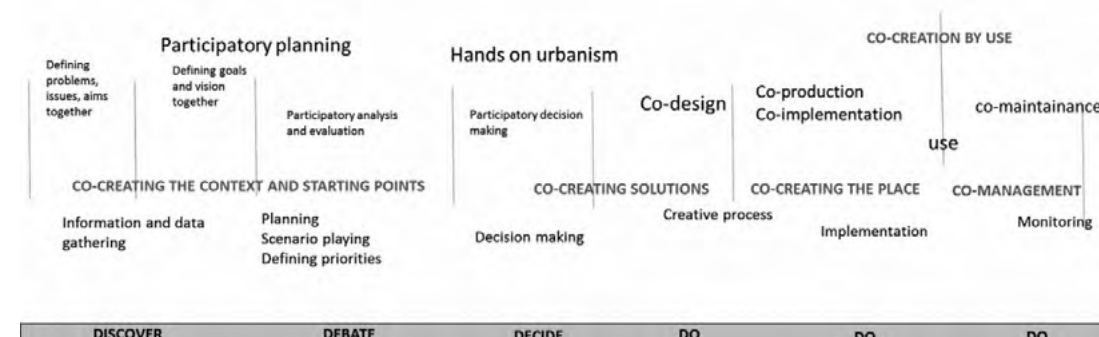 CO-CREATION BY USE
Participatory planning
Hands on urbanism
Defining
problems,
issues, aims
together
Defining goals
and vision
together
Participatory analysis
and evaluation
Participatory decision
making
Co-design
Co-production
Co-implementation
co-maintainance
use
CO-CREATING THE CONTEXT AND STARTING POINTS
CO-CREATING SOLUTIONS
CO-CREATING THE PLACE
CO-MANAGEMENT
Information and data
gathering
Planning
Scenario playing
Defining priorities
Decision making
Creative process
Implementation
Monitoring
DISCOVER DEBATE DECIDE DO DO DO